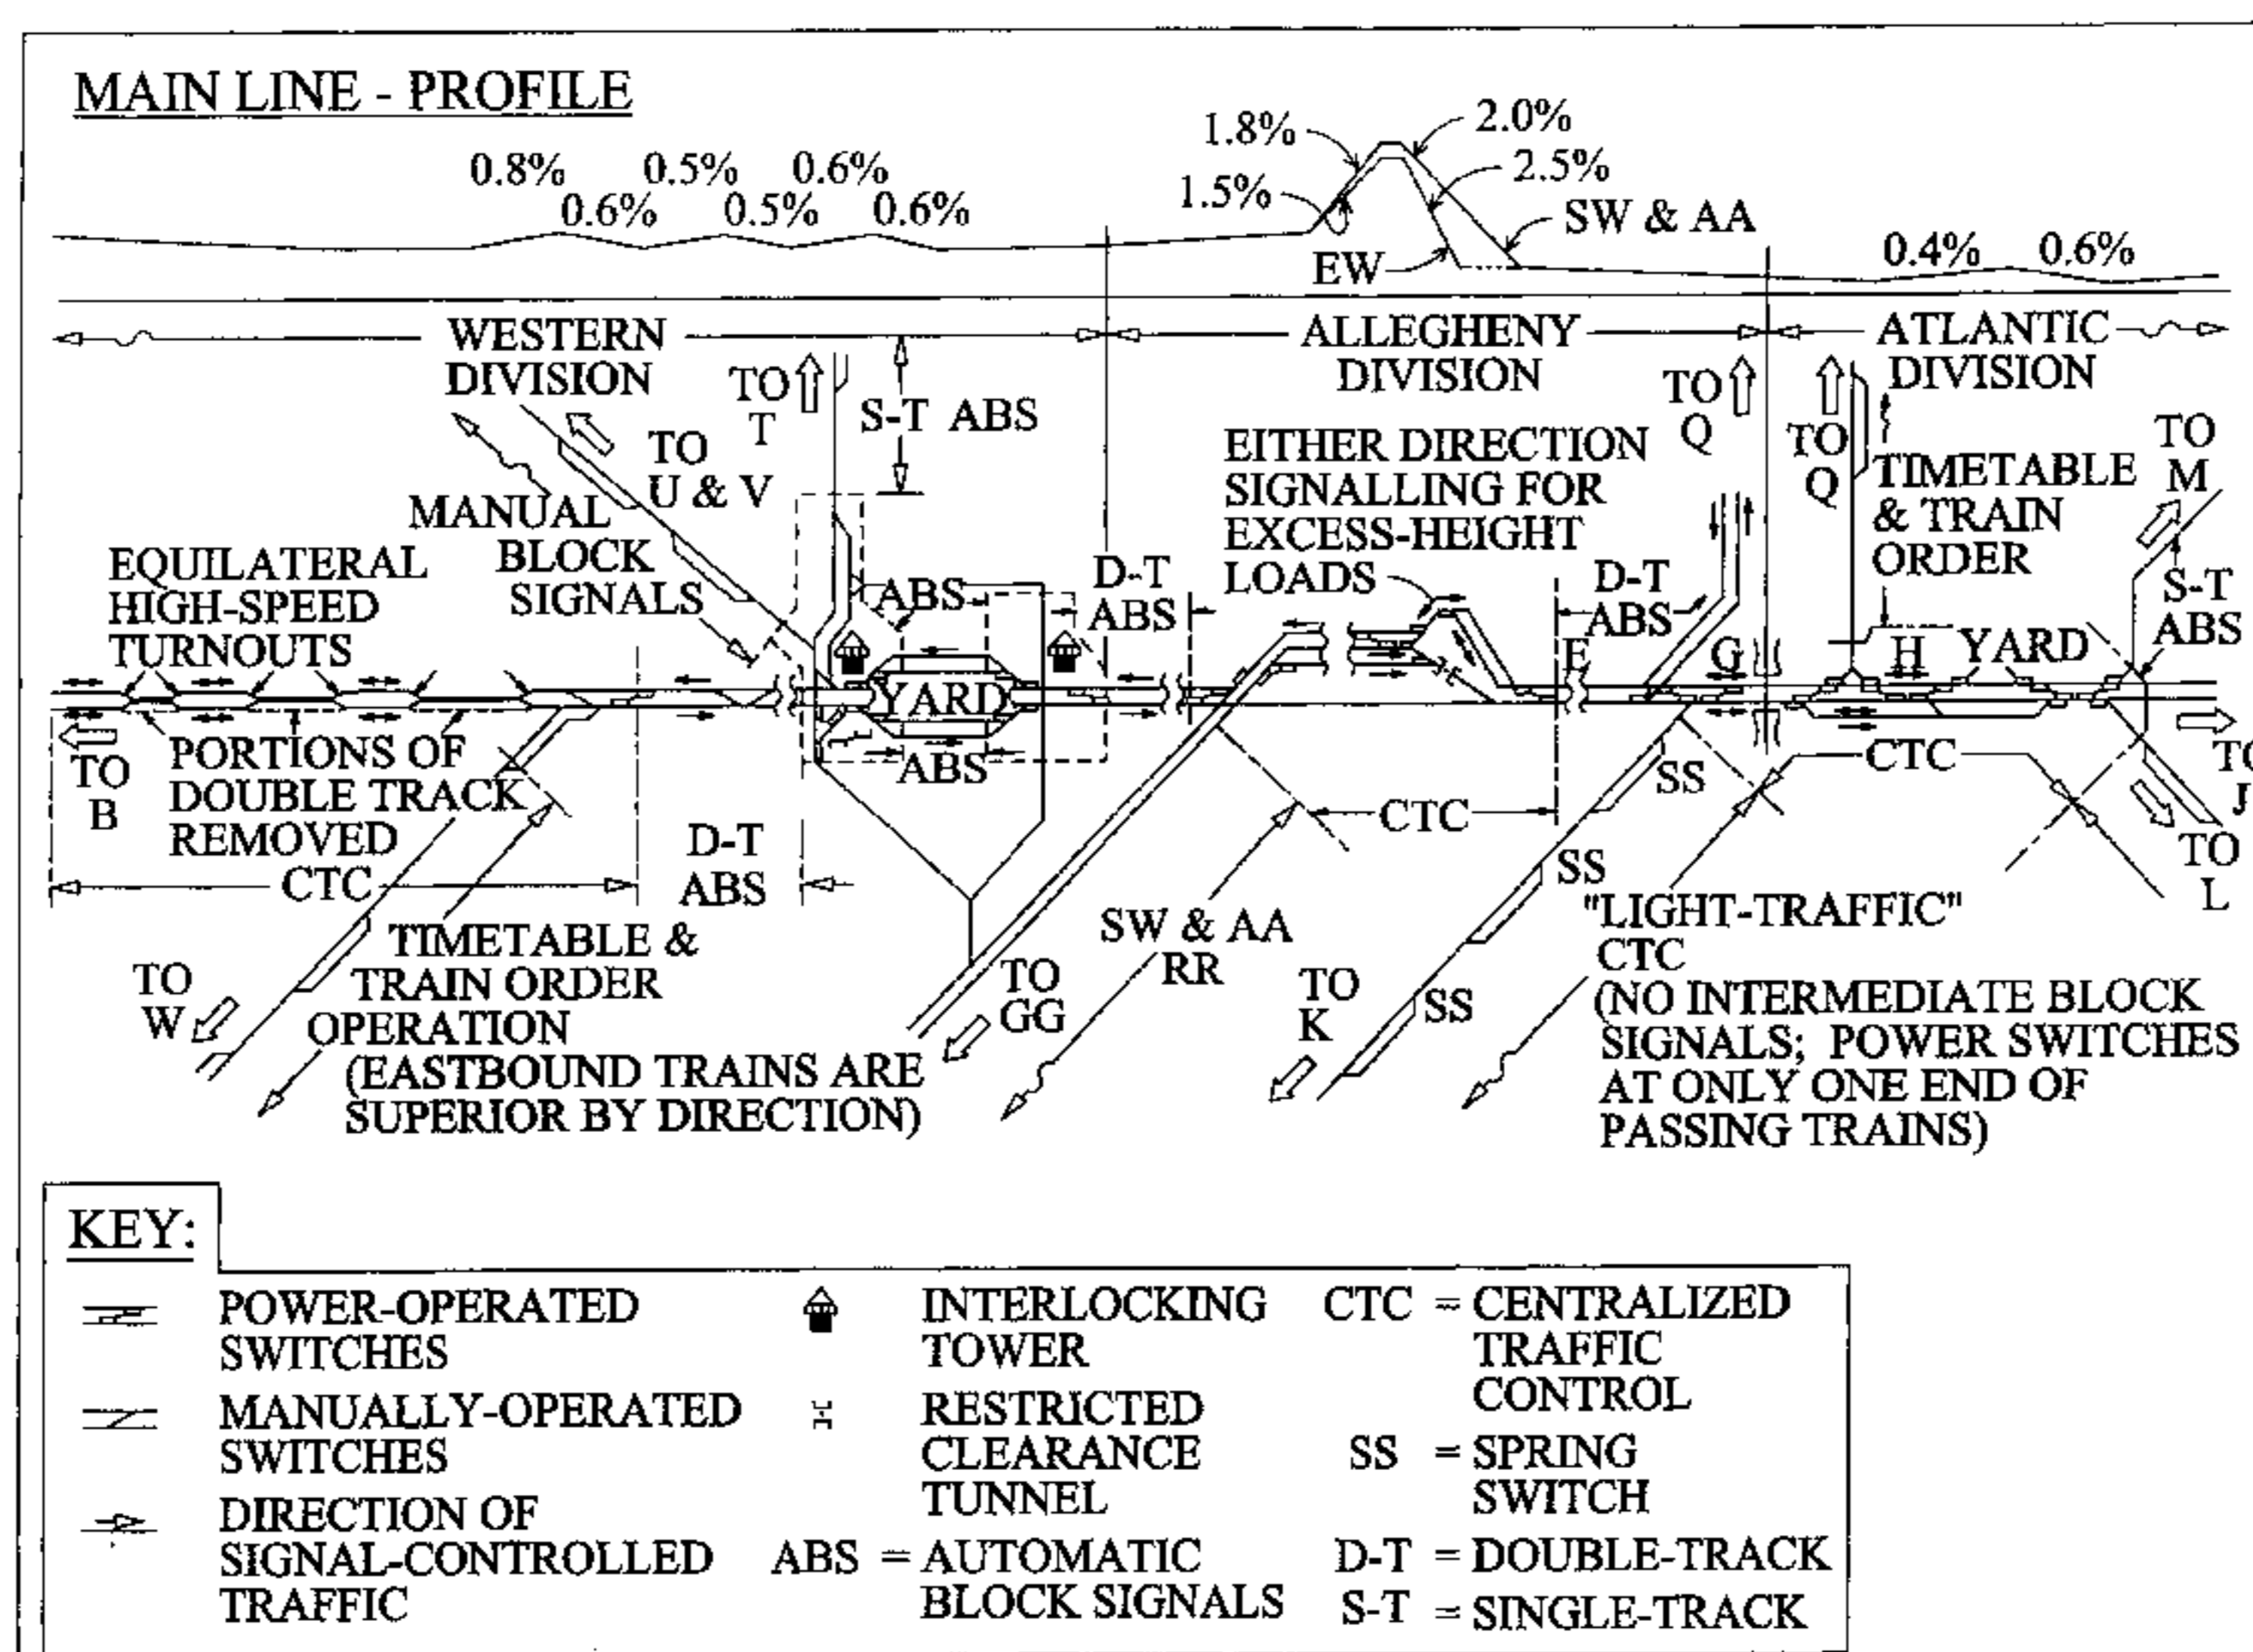 MAIN LINE - PROFILE
0.8%
0.6%
0.5%
0.5%
0.6%
0.6%
1.8%
1.5%
2.0%
2.5%
SW & AA
EW
0.4%
0.6%
WESTERN
DIVISION
ALLEGHENY
DIVISION
ATLANTIC
DIVISION
TO
U & V
TO
T
S-T ABS
TO
Q
TO
Q
TO
M
MANUAL
BLOCK
SIGNALS
EITHER DIRECTION
SIGNALLING FOR
EXCESS-HEIGHT
LOADS
TIMETABLE
& TRAIN
ORDER
EQUILATERAL
HIGH-SPEED
TURNOUTS
ABS
D-T
ABS
D-T
ABS
S-T
ABS
YARD
E
G
H
YARD
ABS
TO
B
PORTIONS OF
DOUBLE TRACK
REMOVED
CTC
D-T
ABS
CTC
SS
CTC
TO
J
TO
L
SS
SS
TO
W
TIMETABLE &
TRAIN ORDER
OPERATION
(EASTBOUND TRAINS ARE
SUPERIOR BY DIRECTION)
TO
GG
SW & AA
RR
TO
K
"LIGHT-TRAFFIC"
CTC
(NO INTERMEDIATE BLOCK
SIGNALS; POWER SWITCHES
AT ONLY ONE END OF
PASSING TRAINS)
KEY:
POWER-OPERATED
SWITCHES
MANUALLY-OPERATED
SWITCHES
DIRECTION OF
SIGNAL-CONTROLLED
TRAFFIC
INTERLOCKING
TOWER
RESTRICTED
CLEARANCE
TUNNEL
ABS = AUTOMATIC
BLOCK SIGNALS
CTC = CENTRALIZED
TRAFFIC
CONTROL
SS = SPRING
SWITCH
D-T = DOUBLE-TRACK
S-T = SINGLE-TRACK